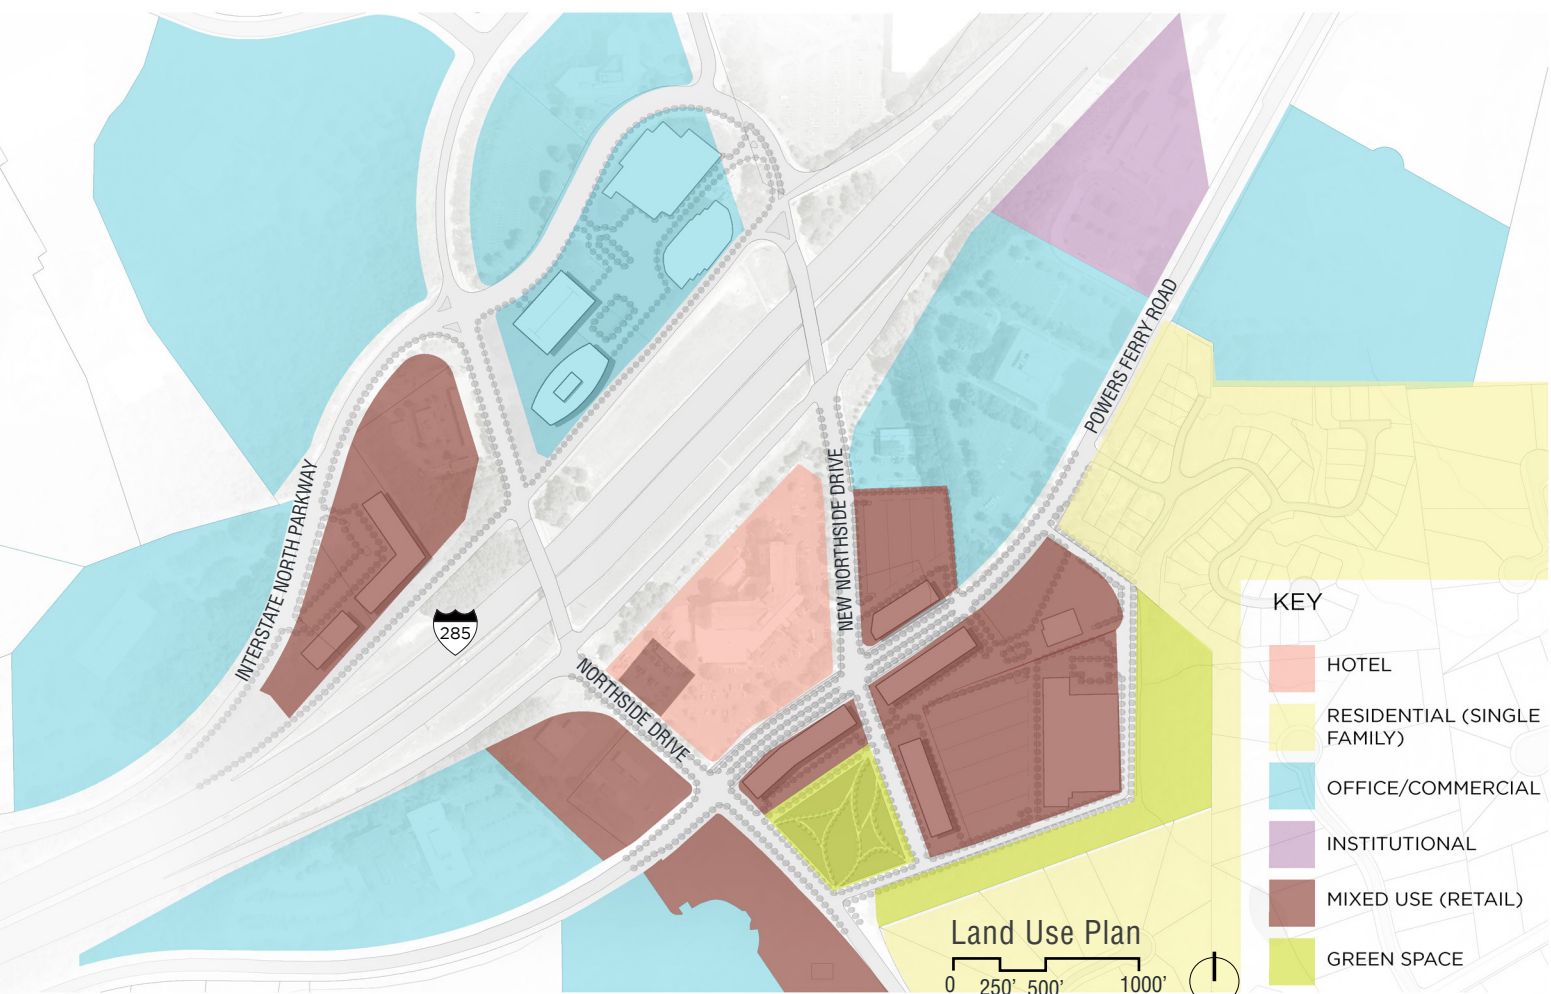 POWERS FERRY ROAD
INTERSTATE NORTH PARKWAY
NEW NORTHSIDE DRIVE
285
NORTHSIDE DRIVE
KEY
HOTEL
RESIDENTIAL (SINGLE
FAMILY)
OFFICE/COMMERCIAL
INSTITUTIONAL
MIXED USE (RETAIL)
GREEN SPACE
Land Use Plan
0 250' 500' 1000'